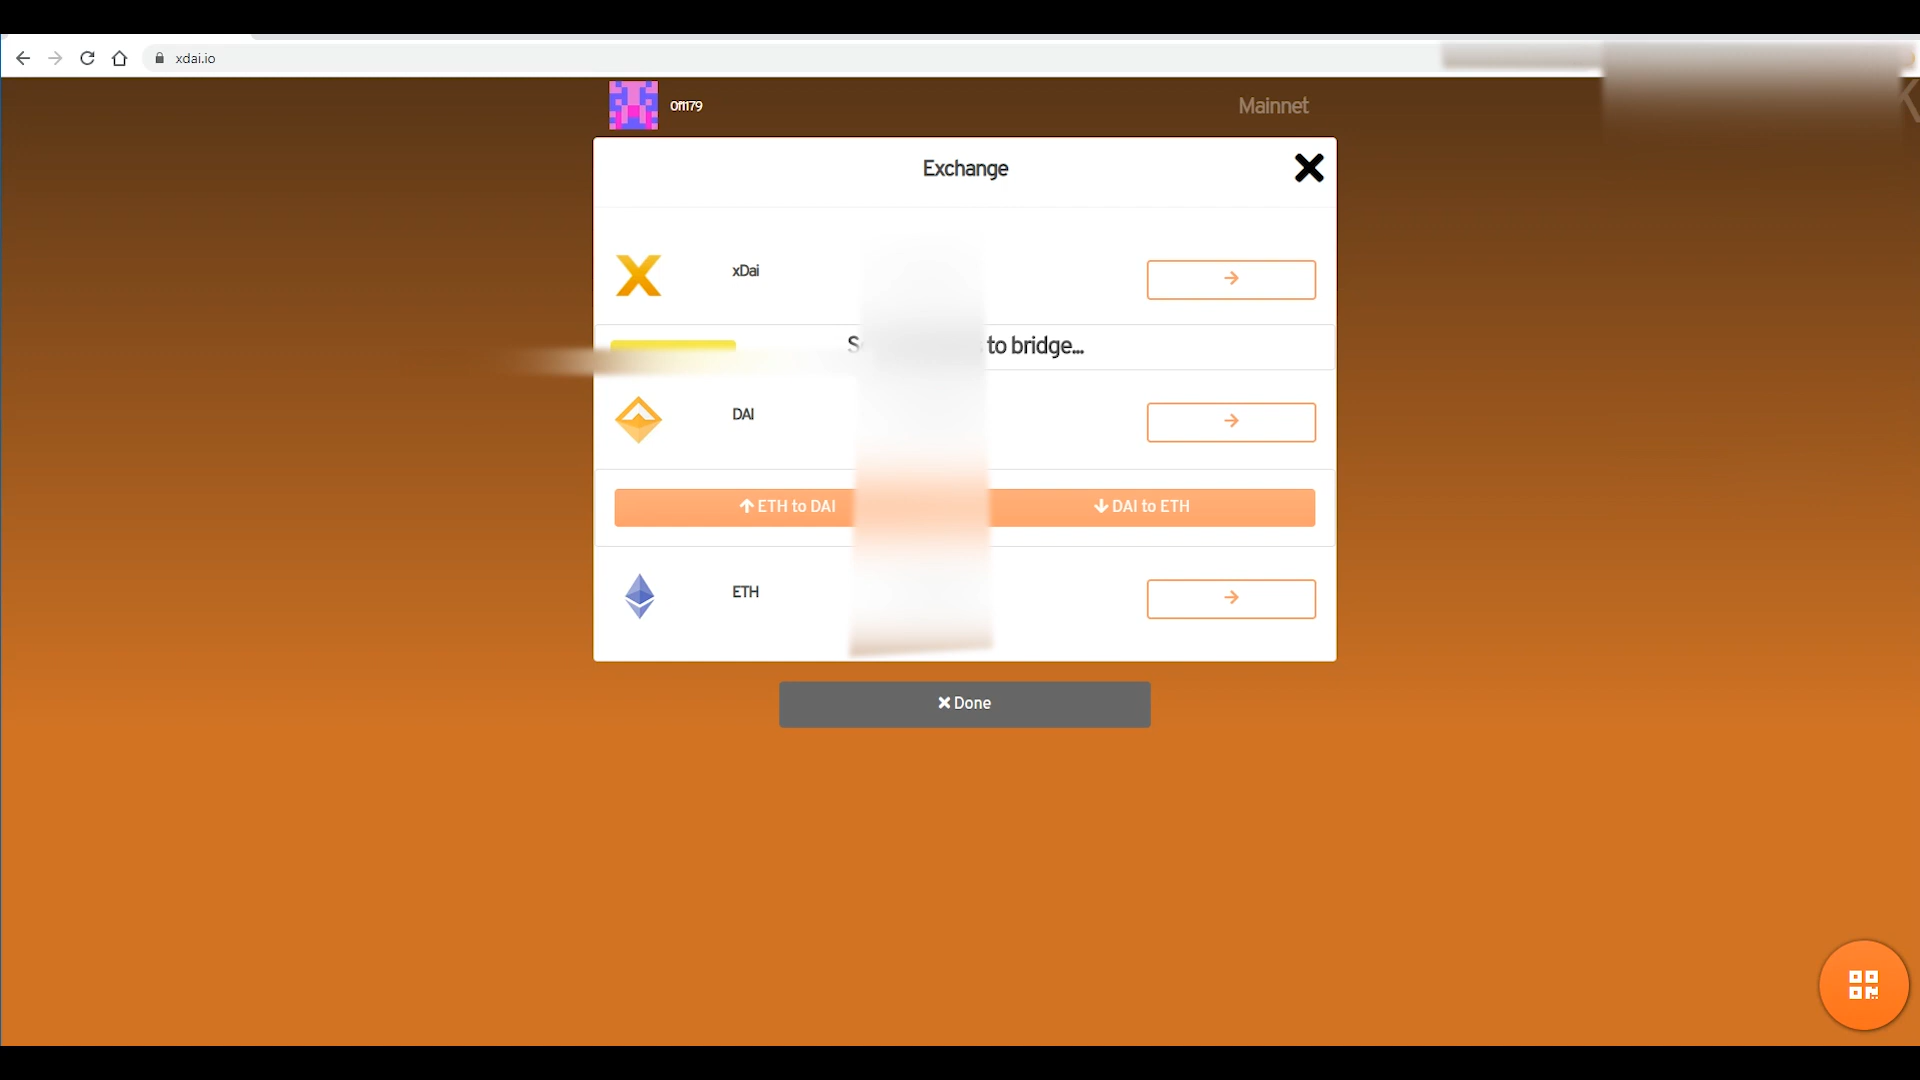 xdai.io
0ff179
Mainnet
Exchange
xDai
to bridge...
DAI
ETH to DAI
DAI to ETH
ETH
Done